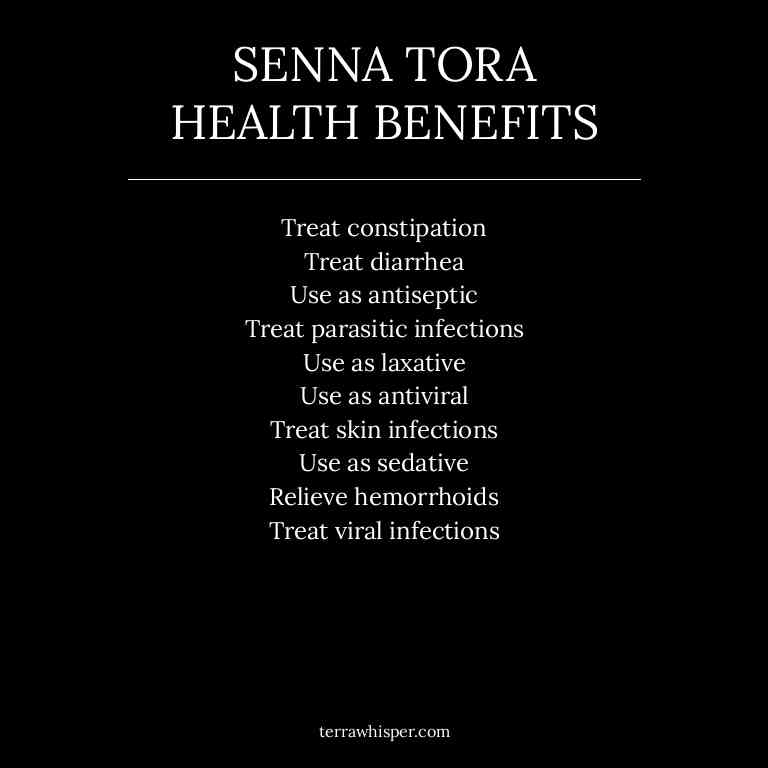 SENNA TORA
HEALTH BENEFITS
Treat constipation
Treat diarrhea
Use as antiseptic
Treat parasitic infections
Use as laxative
Use as antiviral
Treat skin infections
Use as sedative
Relieve hemorrhoids
Treat viral infections
terrawhisper.com